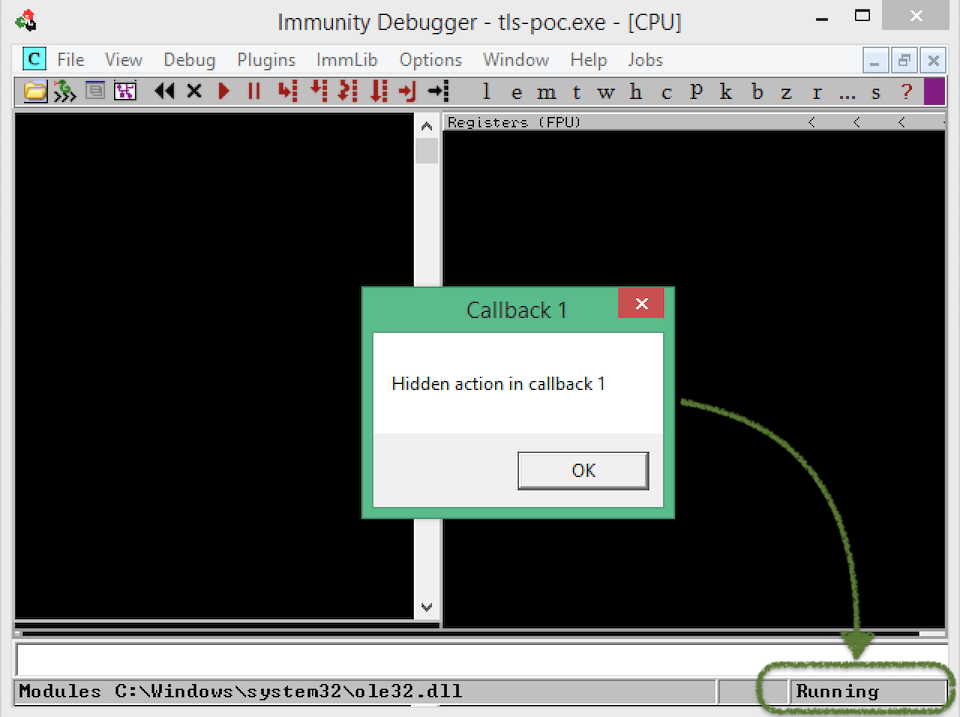 Immunity Debugger - tls-poc.exe - [CPU]
C File View Debug Plugins ImmLib Options Window Help Jobs
l e m t w h c P k b z r ... s ?
Registers (FPU) < < <
Callback 1
Hidden action in callback 1
OK
Modules C:\Windows\system32\ole32.dll
Running